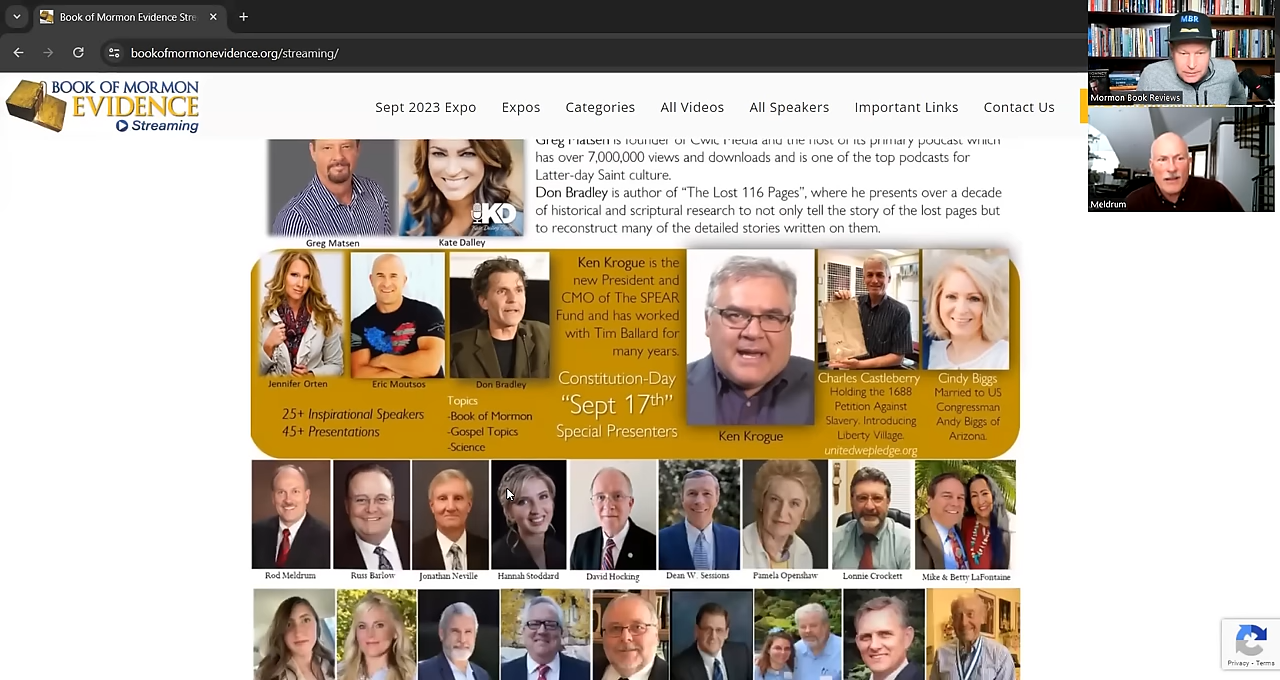 Book of Mormon Evidence Stre
bookofmormonevidence.org/streaming/
MBR
Mormon Book Reviews
Meldrum
BOOK OF MORMON
EVIDENCE
Streaming
Sept 2023 Expo
Expos
Categories
All Videos
All Speakers
Important Links
Contact Us
Greg Matsen is founder of Cwic Media and the host of its primary podcast which
has over 7,000,000 views and downloads and is one of the top podcasts for
Latter-day Saint culture.
Don Bradley is author of “The Lost 116 Pages”, where he presents over a decade
of historical and scriptural research to not only tell the story of the lost pages but
to reconstruct many of the detailed stories written on them.
KD
Greg Matsen
Kate Dalley
Jennifer Orten
Eric Moutsos
Don Bradley
25+ Inspirational Speakers
45+ Presentations
Topics
-Book of Mormon
-Gospel Topics
-Science
Ken Krogue is the
new President and
CMO of The SPEAR
Fund and has worked
with Tim Ballard for
many years.
Constitution-Day
“Sept 17th”
Special Presenters
Ken Krogue
Charles Castleberry
Holding the 1688
Petition Against
Slavery. Introducing
Liberty Village.
unitedwepledge.org
Cindy Biggs
Married to US
Congressman
Andy Biggs of
Arizona.
Rod Meldrum
Russ Barlow
Jonathan Neville
Hannah Stoddard
David Hocking
Dean W. Sessions
Pamela Openshaw
Lonnie Crockett
Mike & Betty LaFontaine
Privacy - Terms